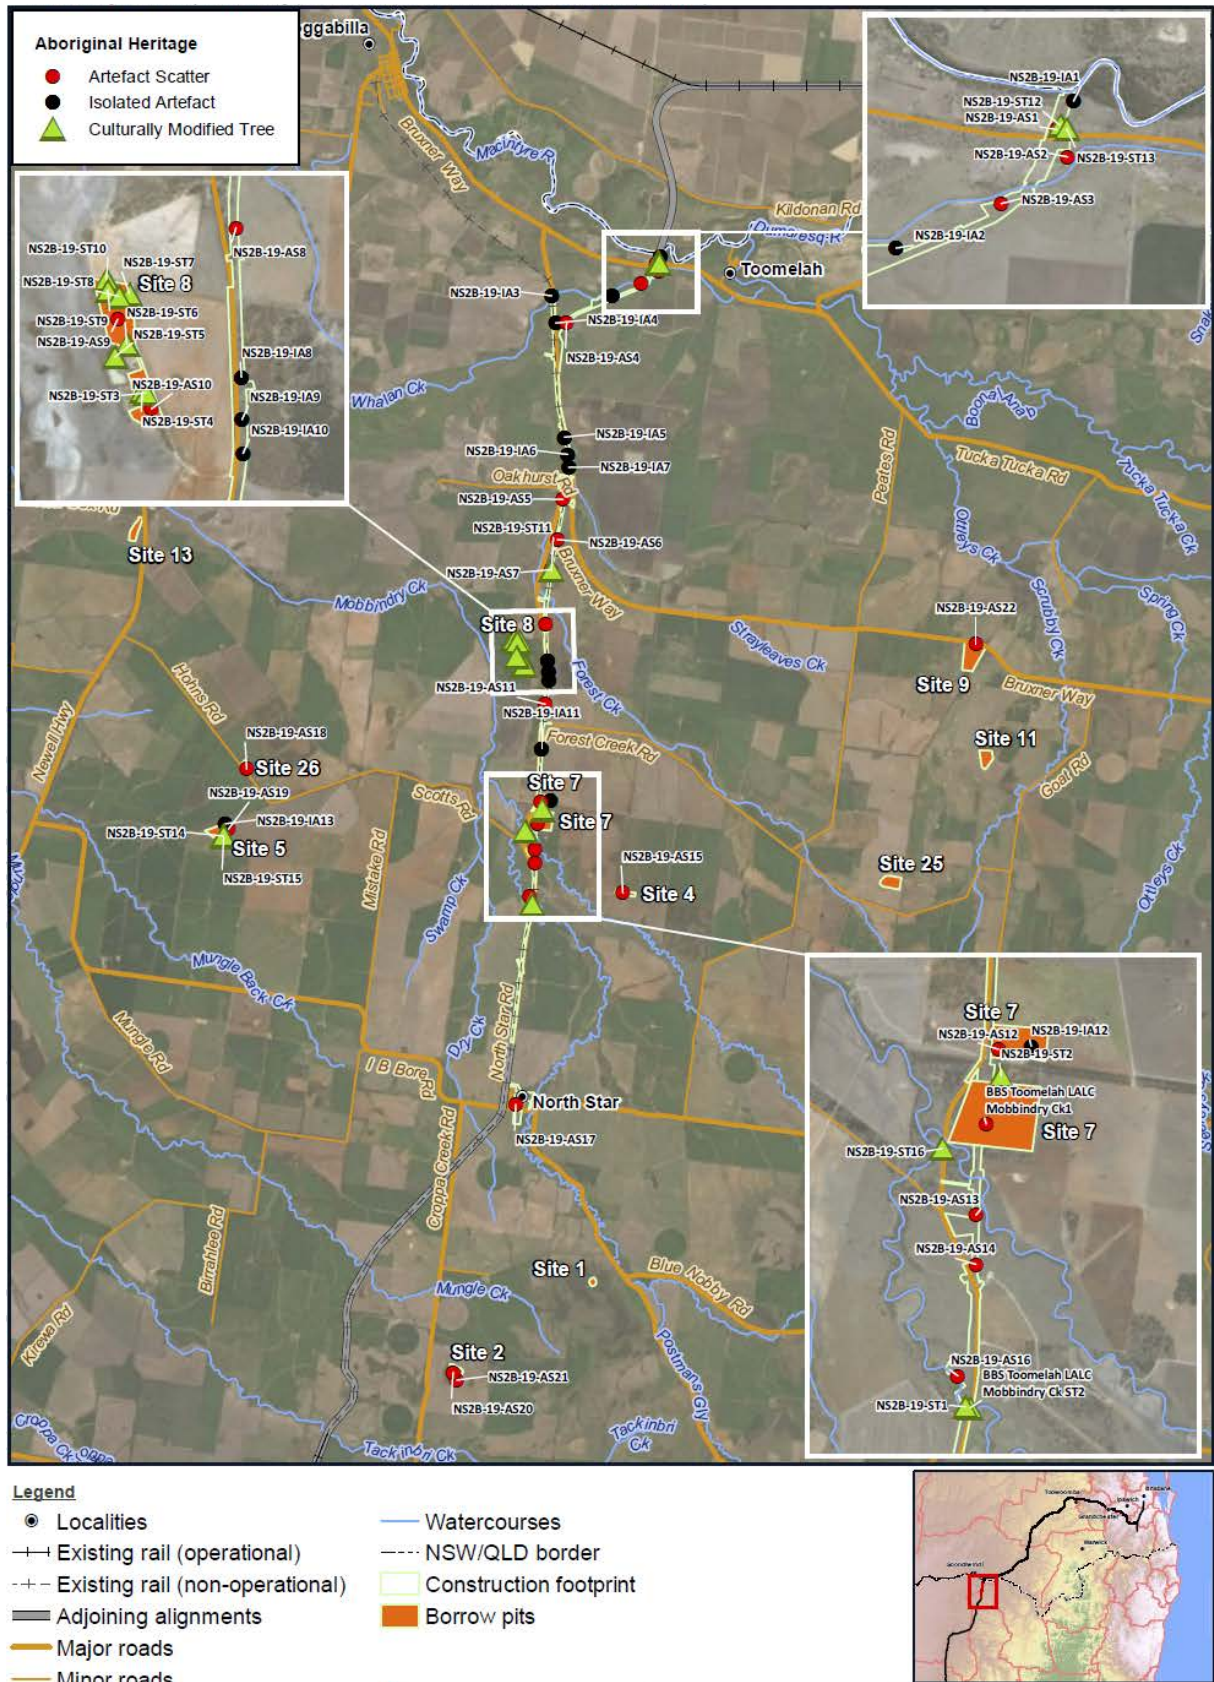 Aboriginal Heritage
Artefact Scatter
Isolated Artefact
Culturally Modified Tree
oggabilla
Bruxner Way
Macintyre R
Kildonan Rd
Dumaresq R
Toomelah
NS2B-19-IA1
NS2B-19-ST12
NS2B-19-AS1
NS2B-19-AS2
NS2B-19-ST13
NS2B-19-AS3
NS2B-19-IA2
NS2B-19-ST10
NS2B-19-ST7
NS2B-19-ST8
Site 8
NS2B-19-ST9
NS2B-19-ST6
NS2B-19-AS9
NS2B-19-ST5
NS2B-19-AS10
NS2B-19-ST3
NS2B-19-ST4
NS2B-19-AS8
NS2B-19-IA8
NS2B-19-IA9
NS2B-19-IA10
NS2B-19-IA3
NS2B-19-IA4
NS2B-19-AS4
Whalan Ck
NS2B-19-IA5
NS2B-19-IA6
NS2B-19-IA7
Oakhurst Rd
NS2B-19-AS5
NS2B-19-ST11
NS2B-19-AS6
NS2B-19-AS7
Bruxner Way
Peates Rd
Tucka Tucka Rd
Tucka Tucka Ck
Ottleys Ck
Scrubby Ck
Spring Ck
Site 13
Mobbindry Ck
Site 8
Strayleaves Ck
NS2B-19-AS22
Site 9
Bruxner Way
Forest Ck
NS2B-19-AS11
NS2B-19-IA11
Forest Creek Rd
Hohns Rd
Newell Hwy
NS2B-19-AS18
Site 26
Site 11
Goat Rd
NS2B-19-AS19
NS2B-19-IA13
NS2B-19-ST14
Site 5
NS2B-19-ST15
Scotts Rd
Mistake Rd
Site 7
Site 7
NS2B-19-AS15
Site 4
Site 25
Ottleys Ck
Swamp Ck
Mungle Back Ck
Mungle Rd
Dry Ck
North Star Rd
I B Bore Rd
North Star
NS2B-19-AS17
Croppa Creek Rd
Birrahlee Rd
Kirewa Rd
Site 1
Mungle Ck
Blue Nobby Rd
Postmans Gly
Site 2
NS2B-19-AS21
NS2B-19-AS20
Croppa Ck
Tackinbri Ck
Tackinbri
Ck
Site 7
NS2B-19-AS12
NS2B-19-IA12
NS2B-19-ST2
BBS Toomelah LALC
Mobbindry Ck1
Site 7
NS2B-19-ST16
NS2B-19-AS13
NS2B-19-AS14
NS2B-19-AS16
BBS Toomelah LALC
Mobbindry Ck ST2
NS2B-19-ST1
Legend
Localities
Existing rail (operational)
Existing rail (non-operational)
Adjoining alignments
Major roads
Minor roads
Watercourses
NSW/QLD border
Construction footprint
Borrow pits
Toowoomba
Ipswich
Brisbane
Warwick